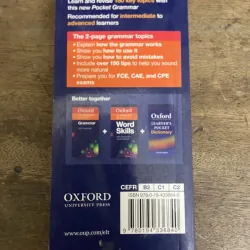 Learn and revise 180 key topics with
this new Pocket Grammar
Recommended for intermediate to
advanced learners
The 2-page grammar topics
• Explain how the grammar works
• Show you how to use it
• Show you how to avoid mistakes
• Include over 150 tips to help you sound
more natural
• Prepare you for FCE, CAE, and CPE
exams
Better together
Oxford
Grammar
Oxford
Word
Skills
Oxford
LEARNER'S
POCKET DICTIONARY
OXFORD
UNIVERSITY PRESS
www.oup.com/elt
CEFR B2 C1 C2